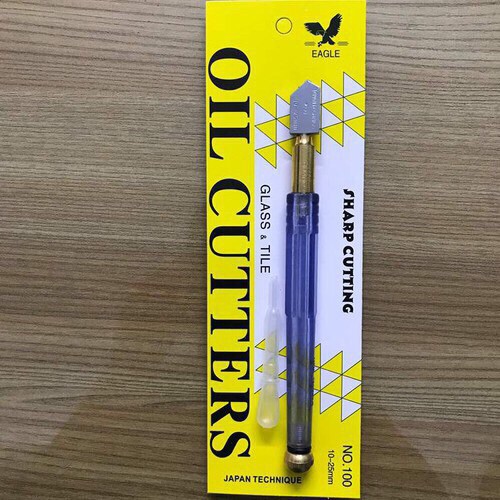 EAGLE
OIL CUTTERS
GLASS & TILE
SHARP CUTTING
NO.100
10-25mm
JAPAN TECHNIQUE